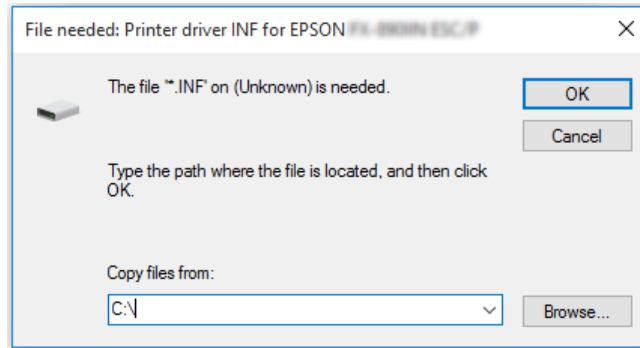 File needed: Printer driver INF for EPSON
The file '*.INF' on (Unknown) is needed.
OK
Cancel
Type the path where the file is located, and then click
OK.
Copy files from:
C:\
Browse...